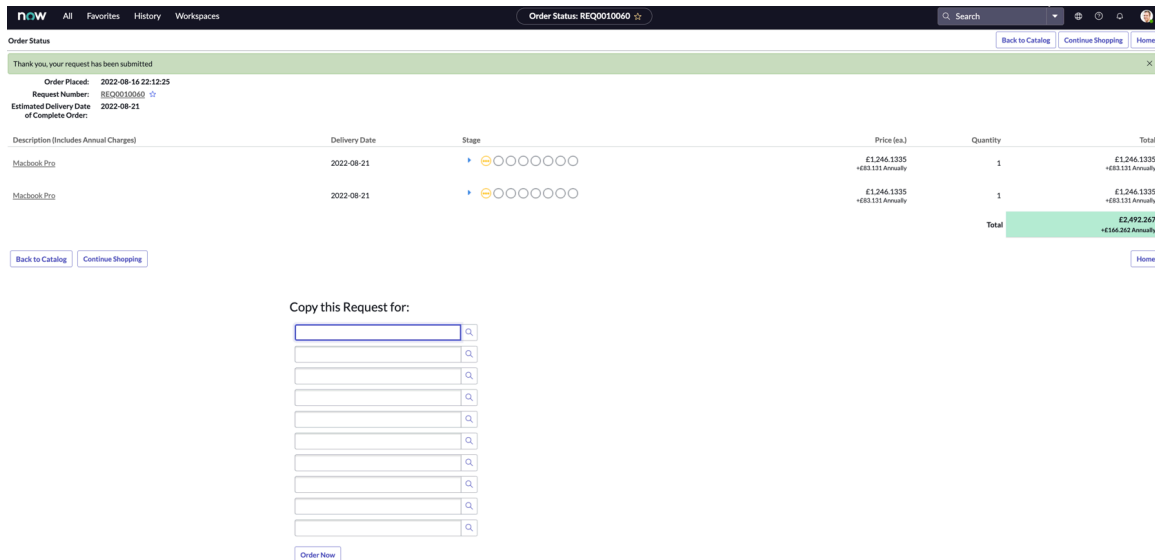 now All Favorites History Workspaces Order Status: REQ0010060 Search
Order Status Back to Catalog Continue Shopping Home
Thank you, your request has been submitted
Order Placed: 2022-08-16 22:12:25
Request Number: REQ0010060
Estimated Delivery Date 2022-08-21
of Complete Order:
Description (Includes Annual Charges) Delivery Date Stage Price (ea.) Quantity Total
Macbook Pro 2022-08-21 £1,246.1335 1 £1,246.1335
+£83.131 Annually +£83.131 Annually
Macbook Pro 2022-08-21 £1,246.1335 1 £1,246.1335
+£83.131 Annually +£83.131 Annually
Total £2,492.267
+£166.262 Annually
Back to Catalog Continue Shopping Home
Copy this Request for:
Order Now